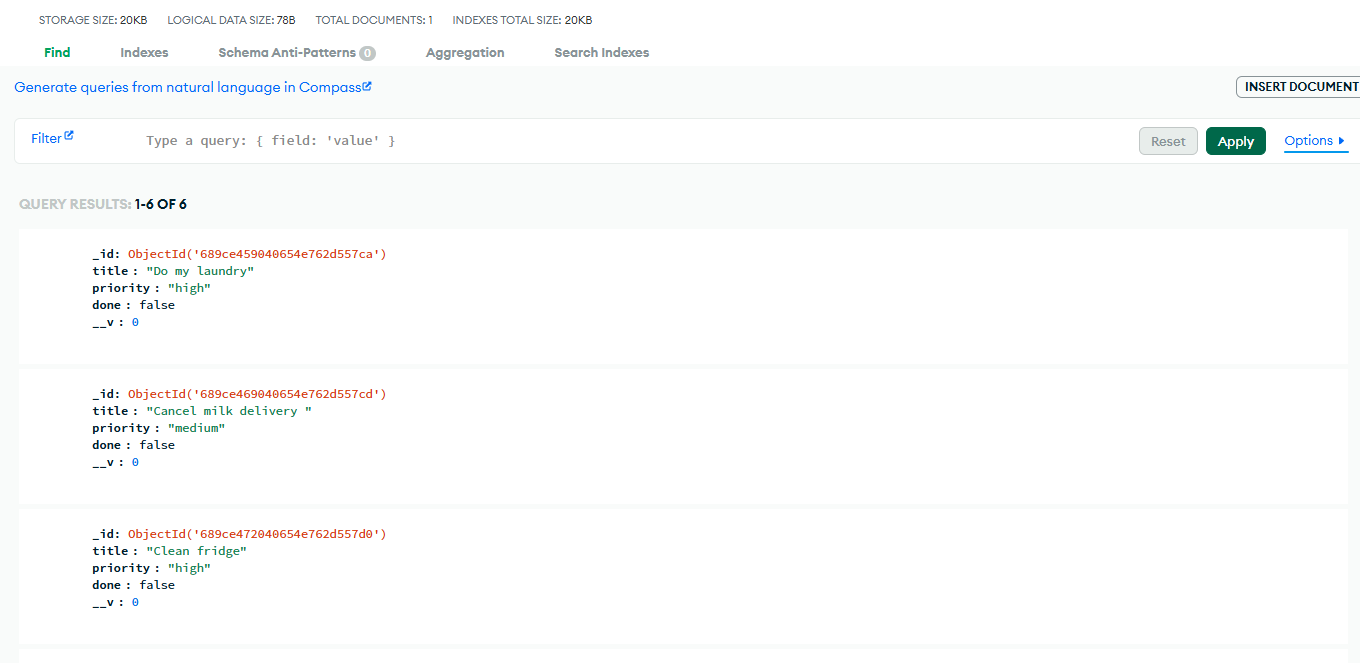 STORAGE SIZE: 20KB LOGICAL DATA SIZE: 78B TOTAL DOCUMENTS: 1 INDEXES TOTAL SIZE: 20KB
Find Indexes Schema Anti-Patterns 0 Aggregation Search Indexes
Generate queries from natural language in Compass
INSERT DOCUMENT
Filter Type a query: { field: 'value' } Reset Apply Options
QUERY RESULTS: 1-6 OF 6
_id: ObjectId('689ce459040654e762d557ca')
title : "Do my laundry"
priority : "high"
done : false
__v : 0
_id: ObjectId('689ce469040654e762d557cd')
title : "Cancel milk delivery "
priority : "medium"
done : false
__v : 0
_id: ObjectId('689ce472040654e762d557d0')
title : "Clean fridge"
priority : "high"
done : false
__v : 0